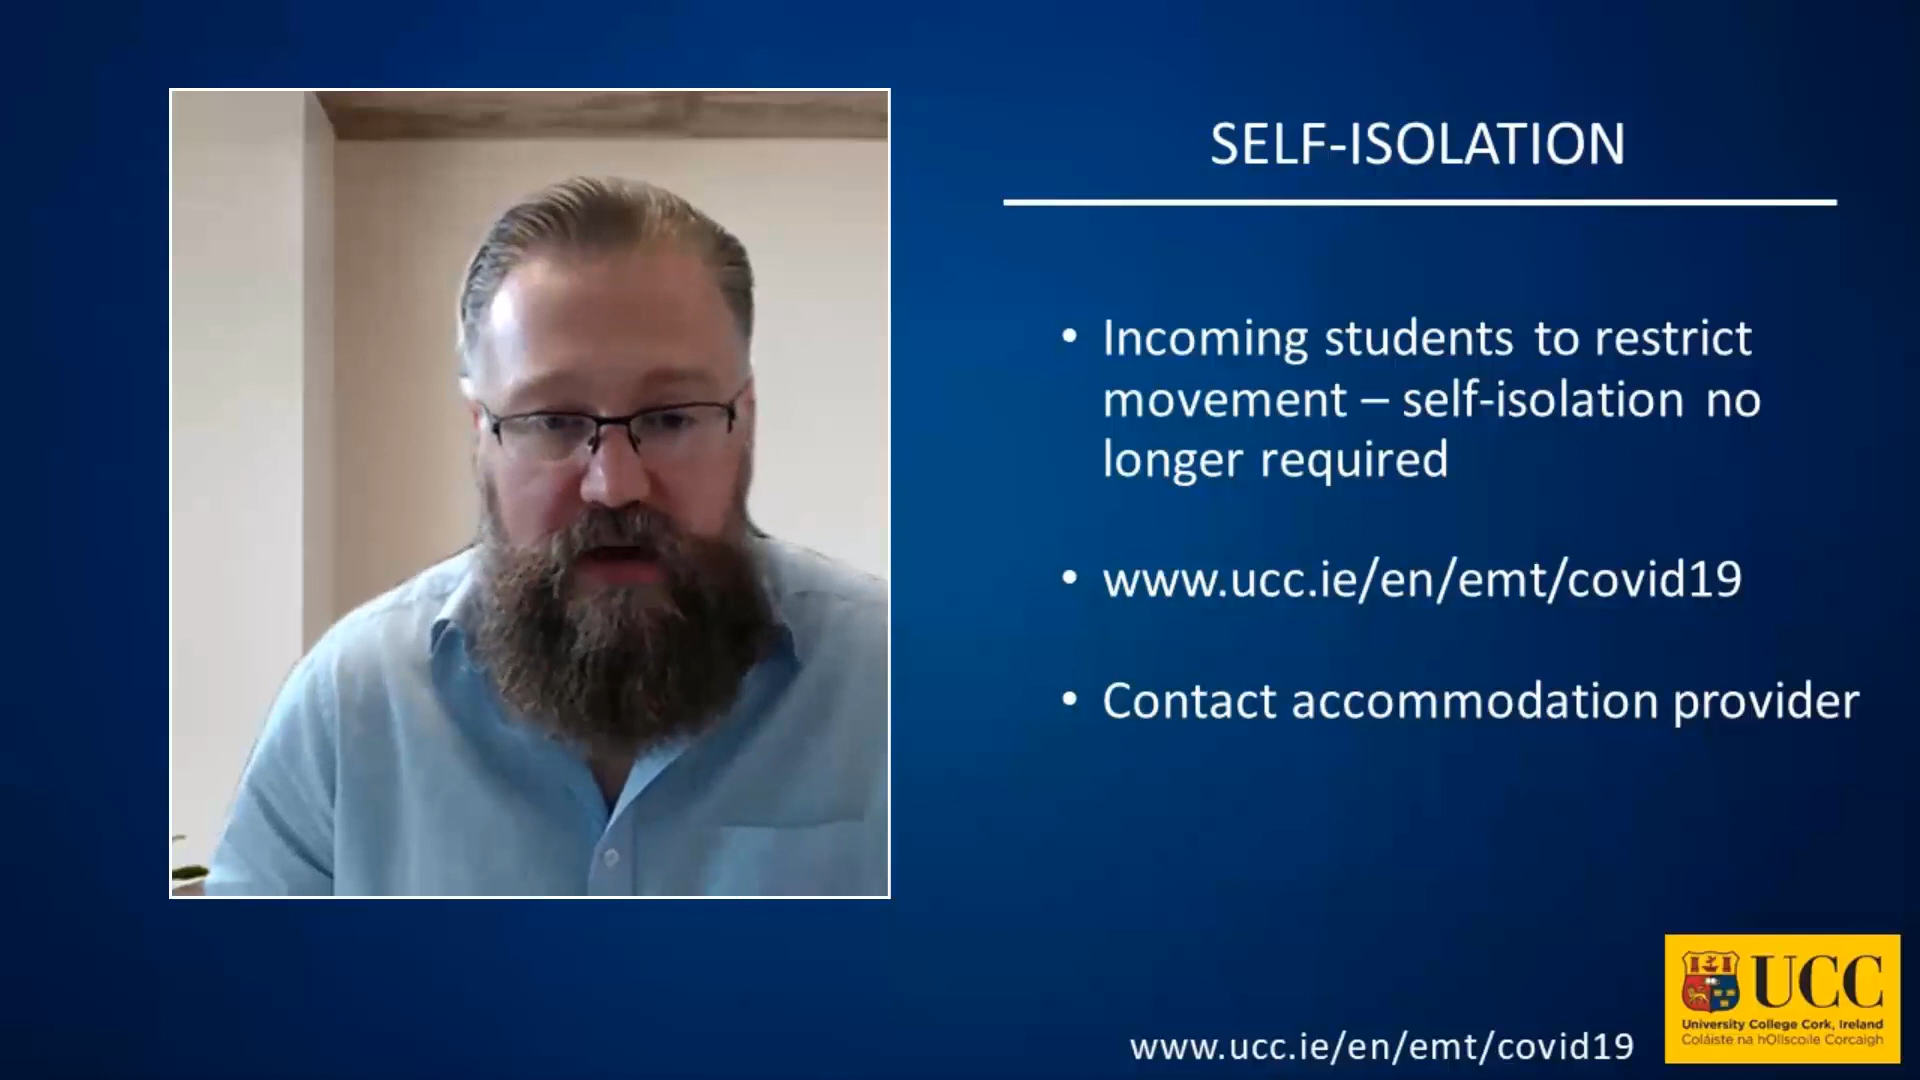 SELF-ISOLATION
• Incoming students to restrict
movement – self-isolation no
longer required
• www.ucc.ie/en/emt/covid19
• Contact accommodation provider
www.ucc.ie/en/emt/covid19
UCC
University College Cork, Ireland
Coláiste na hOllscoile Corcaigh